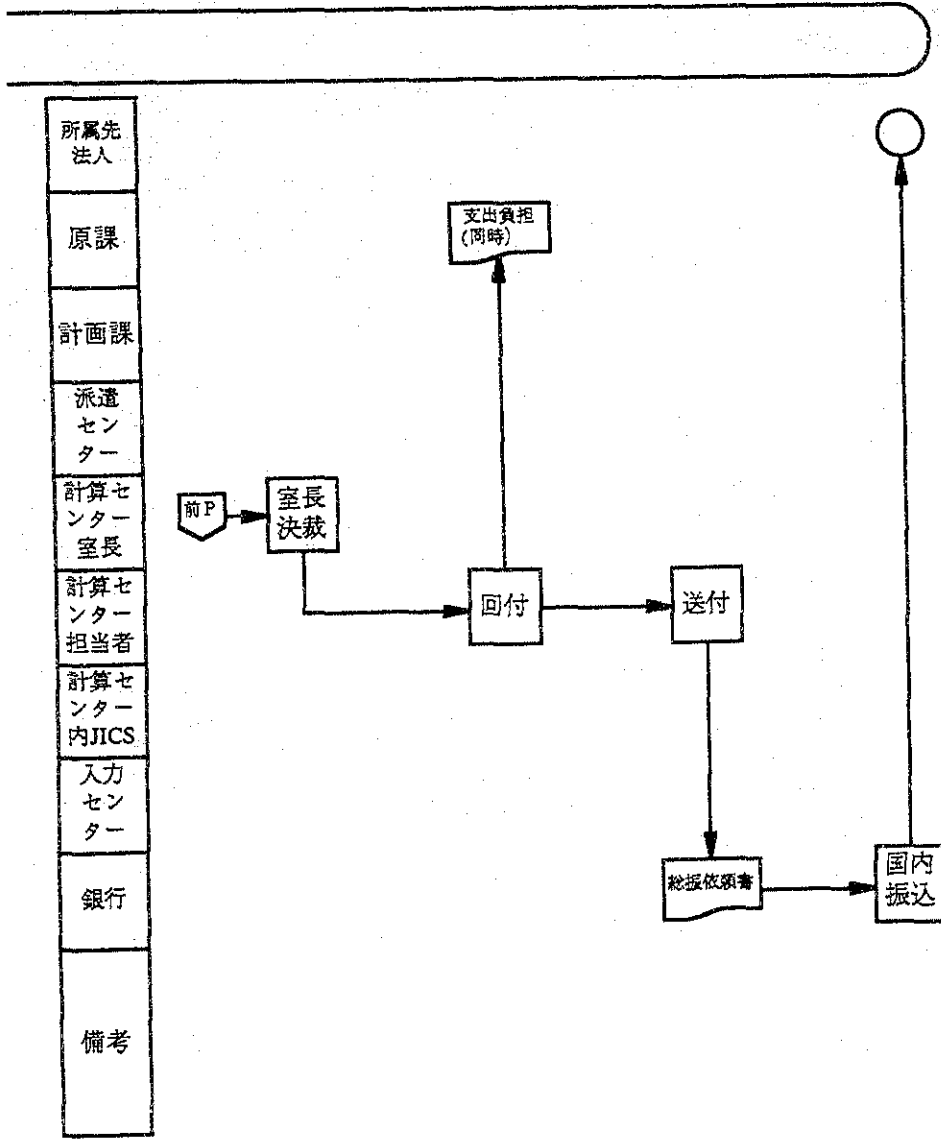 所属先
法人
原課
計画課
派遣
セン
ター
計算セ
ンター
室長
計算セ
ンター
担当者
計算セ
ンター
内JICS
入力
セン
ター
銀行
備考
前P
室長
決裁
支出負担
(同時)
回付
送付
総振依頼書
国内
振込